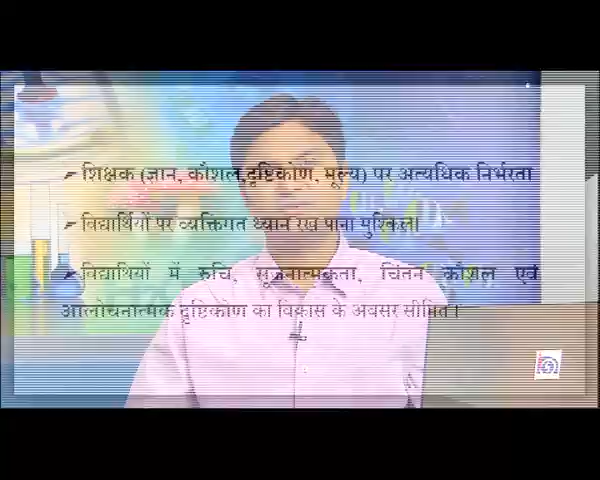 ➤ शिक्षक (ज्ञान, कौशल,दृष्टिकोण, मूल्य) पर अत्यधिक निर्भरता
➤ विद्यार्थियों पर व्यक्तिगत ध्यान रख पाना मुश्किल।
➤ विद्यार्थियों में रुचि, सृजनात्मकता, चिंतन कौशल एवं
आलोचनात्मक दृष्टिकोण का विकास के अवसर सीमित।